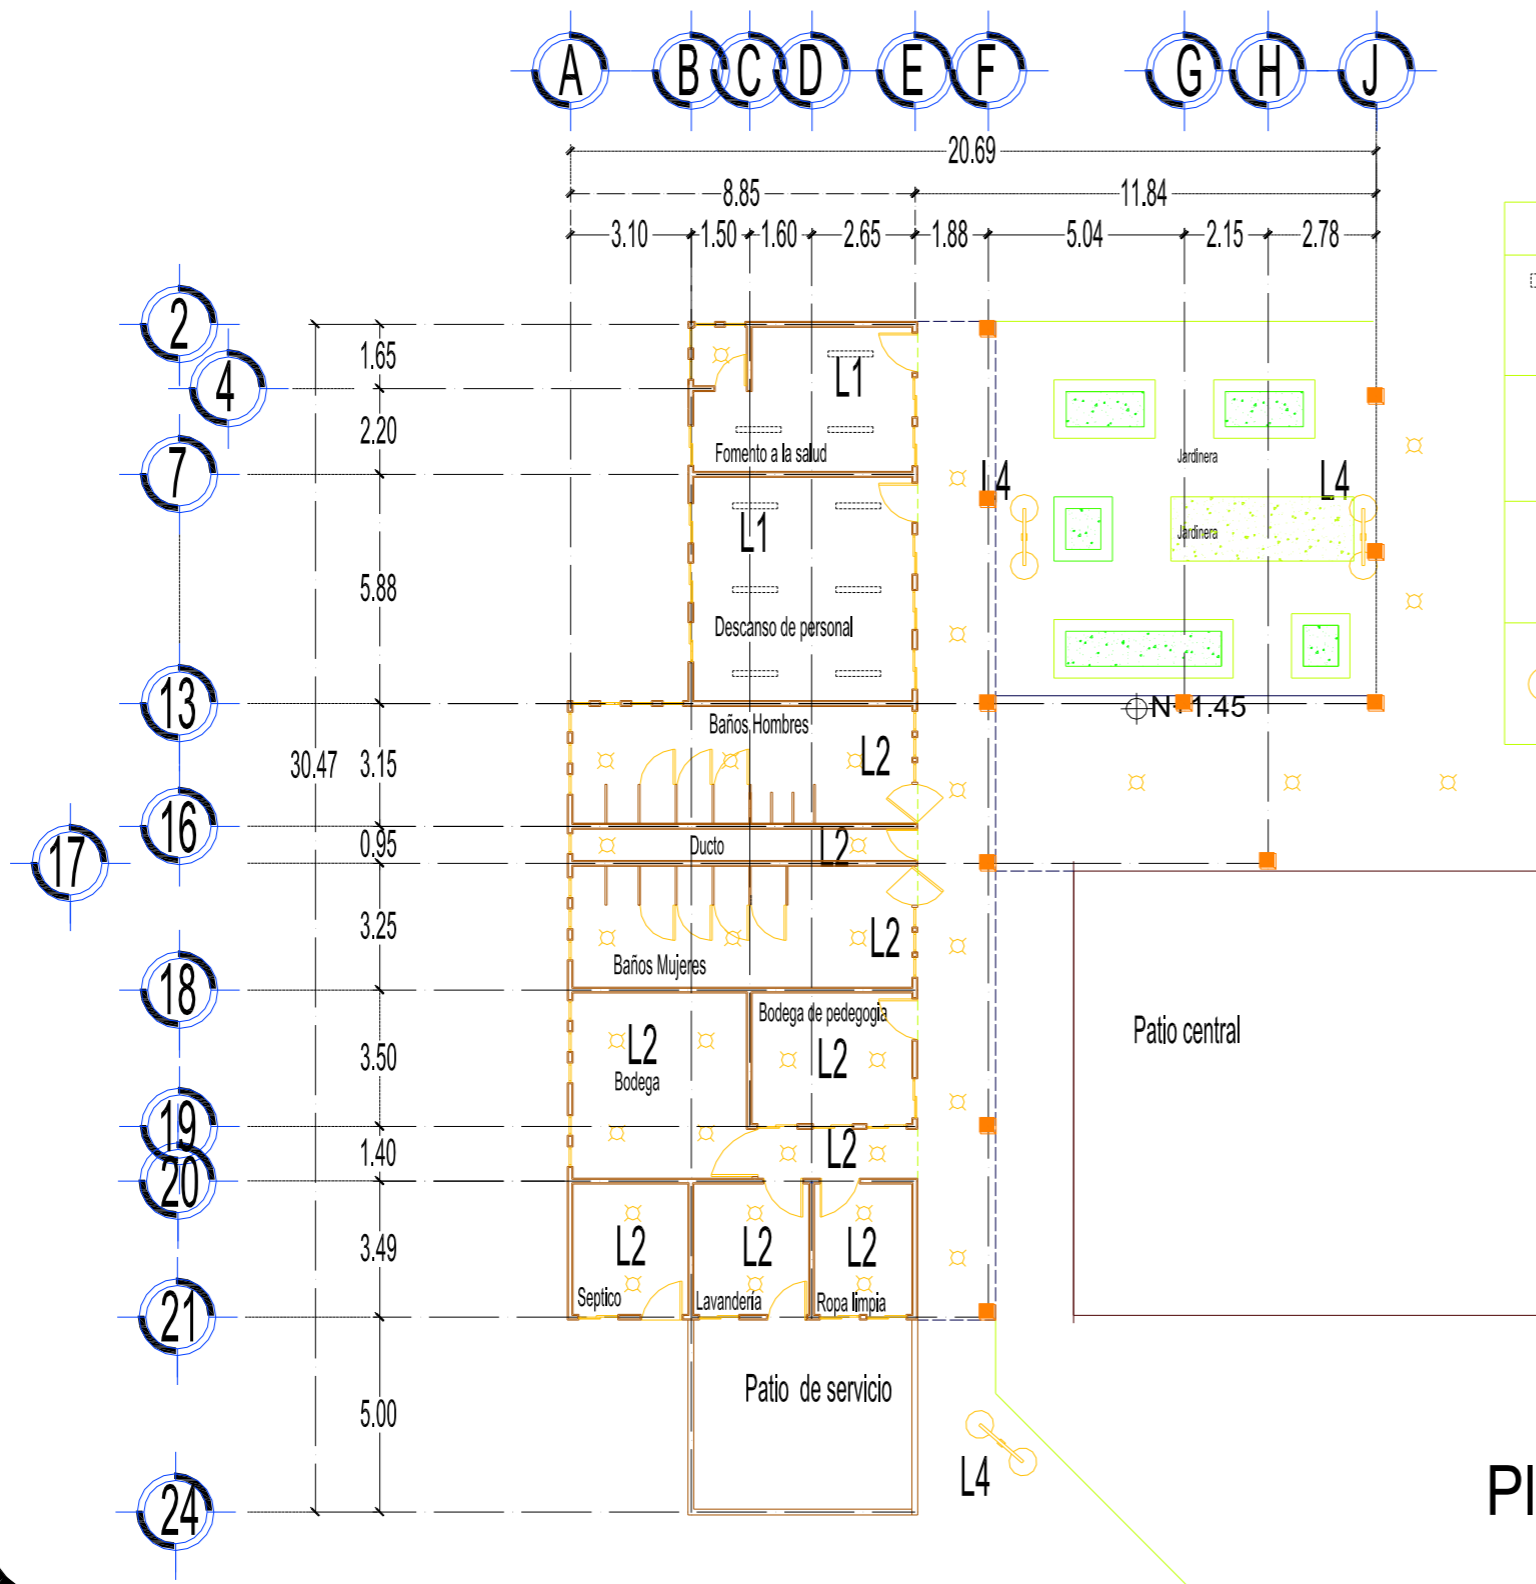 A B C D E F G H J
20.69
8.85 11.84
3.10 1.50 1.60 2.65 1.88 5.04 2.15 2.78
2
1.65
4
L1
2.20
Fomento a la salud
Jardinera
7
L4 L4
L1
Jardinera
5.88
Descanso de personal
13
N+1.45
Baños Hombres
30.47 3.15
L2
16
17
0.95
Ducto
L2
3.25
L2
Baños Mujeres
18
Bodega de pedegogia
Patio central
L2
3.50
L2
Bodega
19
1.40
L2
20
3.49
L2 L2 L2
Septico Lavandería Ropa limpia
21
Patio de servicio
5.00
L4
24
Pl